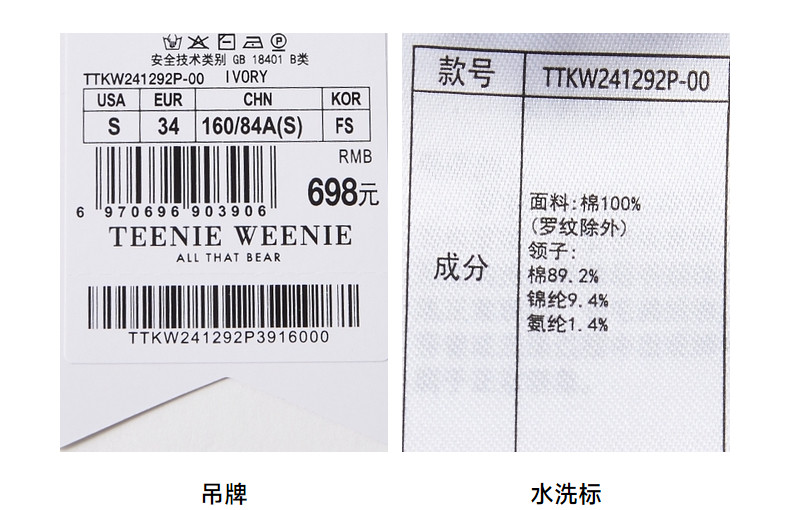 安全技术类别 GB 18401 B类
TTKW241292P-00 IVORY
USA EUR CHN KOR
S 34 160/84A(S) FS
RMB
698元
6 970696 903906
TEENIE WEENIE
ALL THAT BEAR
TTKW241292P3916000
吊牌
款号 TTKW241292P-00
成分
面料:棉100%
(罗纹除外)
领子:
棉89.2%
锦纶9.4%
氨纶1.4%
水洗标